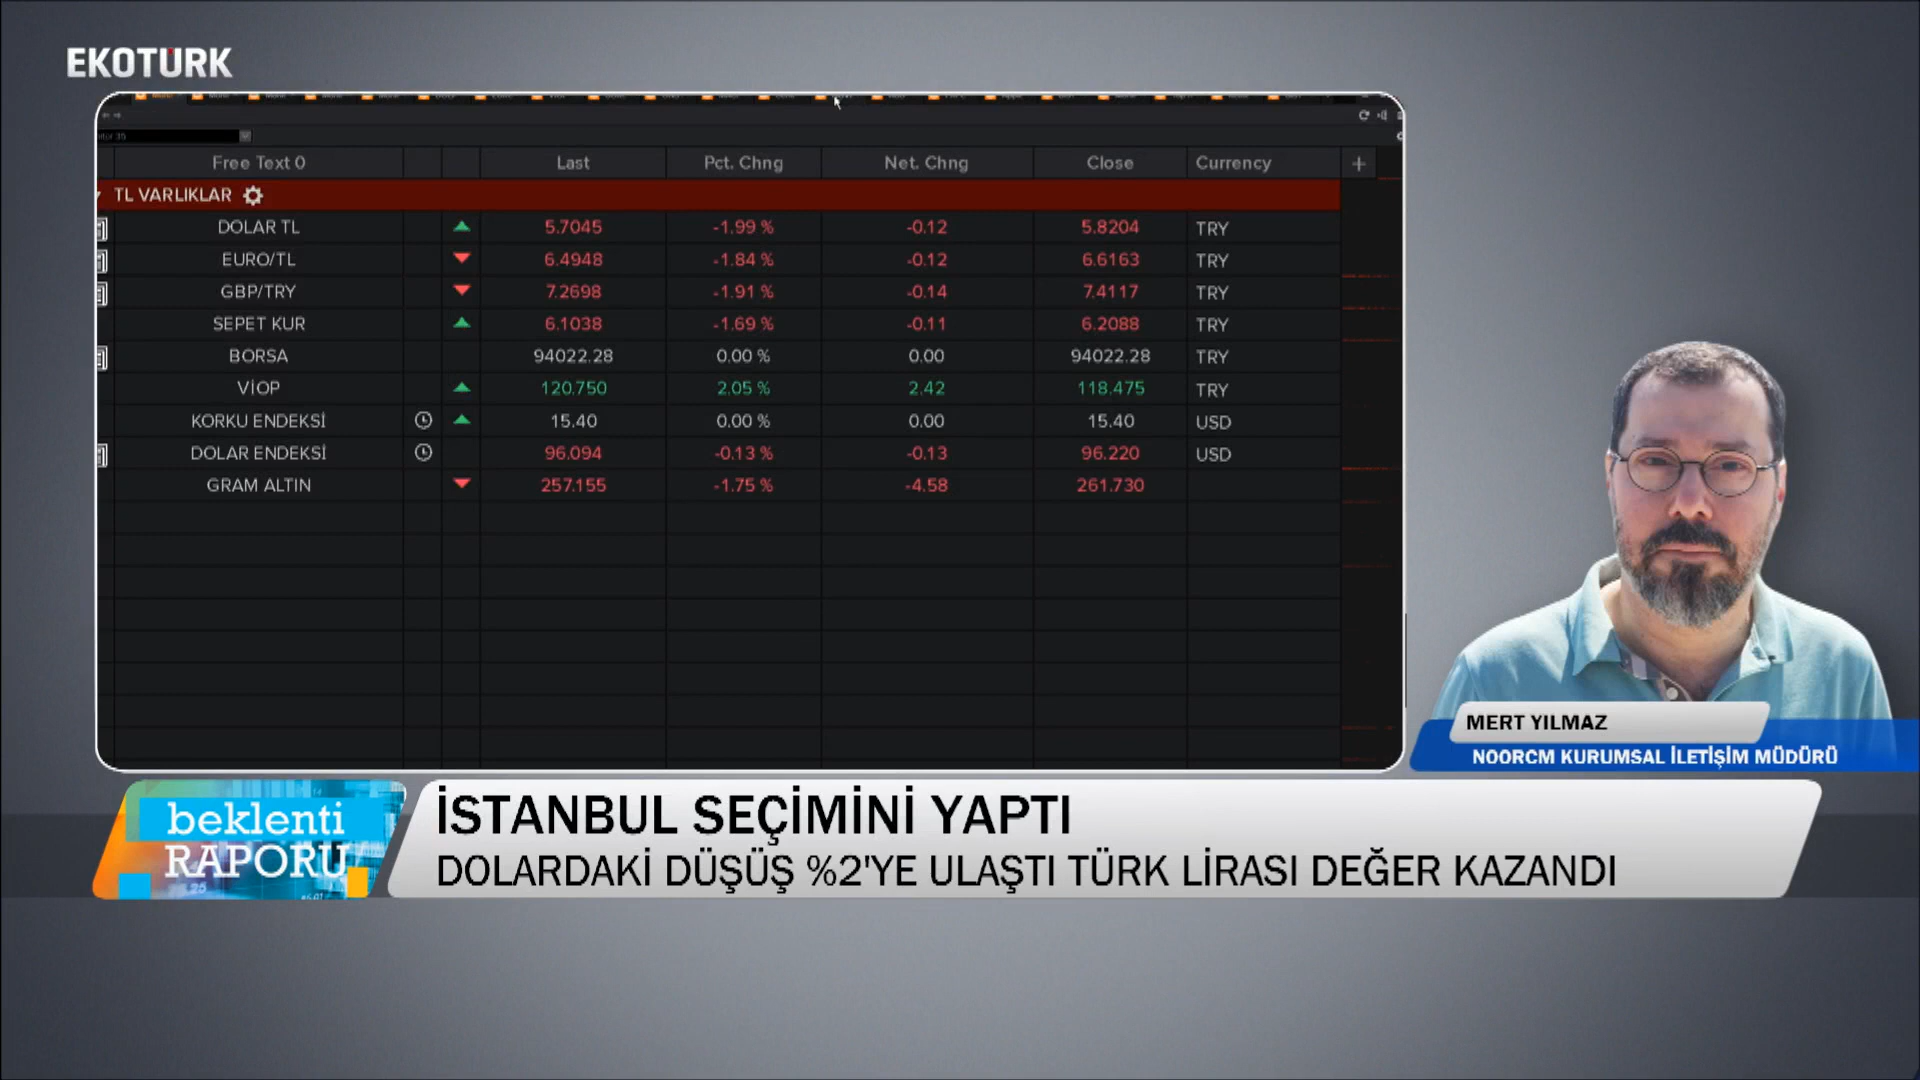 EKOTÜRK
Free Text 0 Last Pct. Chng Net. Chng Close Currency +
TL VARLIKLAR
DOLAR TL 5.7045 -1.99 % -0.12 5.8204 TRY
EURO/TL 6.4948 -1.84 % -0.12 6.6163 TRY
GBP/TRY 7.2698 -1.91 % -0.14 7.4117 TRY
SEPET KUR 6.1038 -1.69 % -0.11 6.2088 TRY
BORSA 94022.28 0.00 % 0.00 94022.28 TRY
VİOP 120.750 2.05 % 2.42 118.475 TRY
KORKU ENDEKSİ 15.40 0.00 % 0.00 15.40 USD
DOLAR ENDEKSİ 96.094 -0.13 % -0.13 96.220 USD
GRAM ALTIN 257.155 -1.75 % -4.58 261.730
MERT YILMAZ
NOORCM KURUMSAL İLETİŞİM MÜDÜRÜ
beklenti
RAPORU
İSTANBUL SEÇİMİNİ YAPTI
DOLARDAKİ DÜŞÜŞ %2'YE ULAŞTI TÜRK LİRASI DEĞER KAZANDI